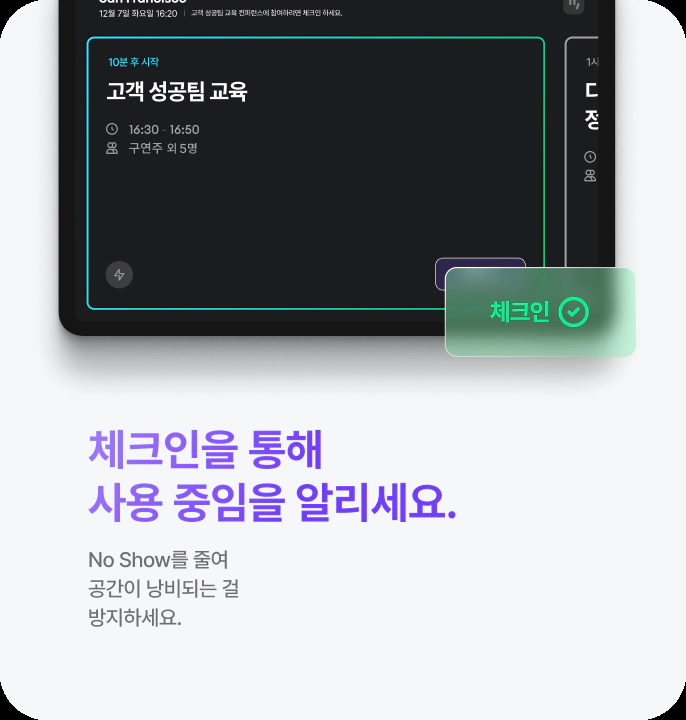 San Francisco
12월 7일 화요일 16:20 | 고객 성공팀 교육 컨퍼런스에 참여하려면 체크인 하세요.
10분 후 시작
고객 성공팀 교육
16:30 - 16:50
구연주 외 5명
체크인
체크인을 통해
사용 중임을 알리세요.
No Show를 줄여
공간이 낭비되는 걸
방지하세요.